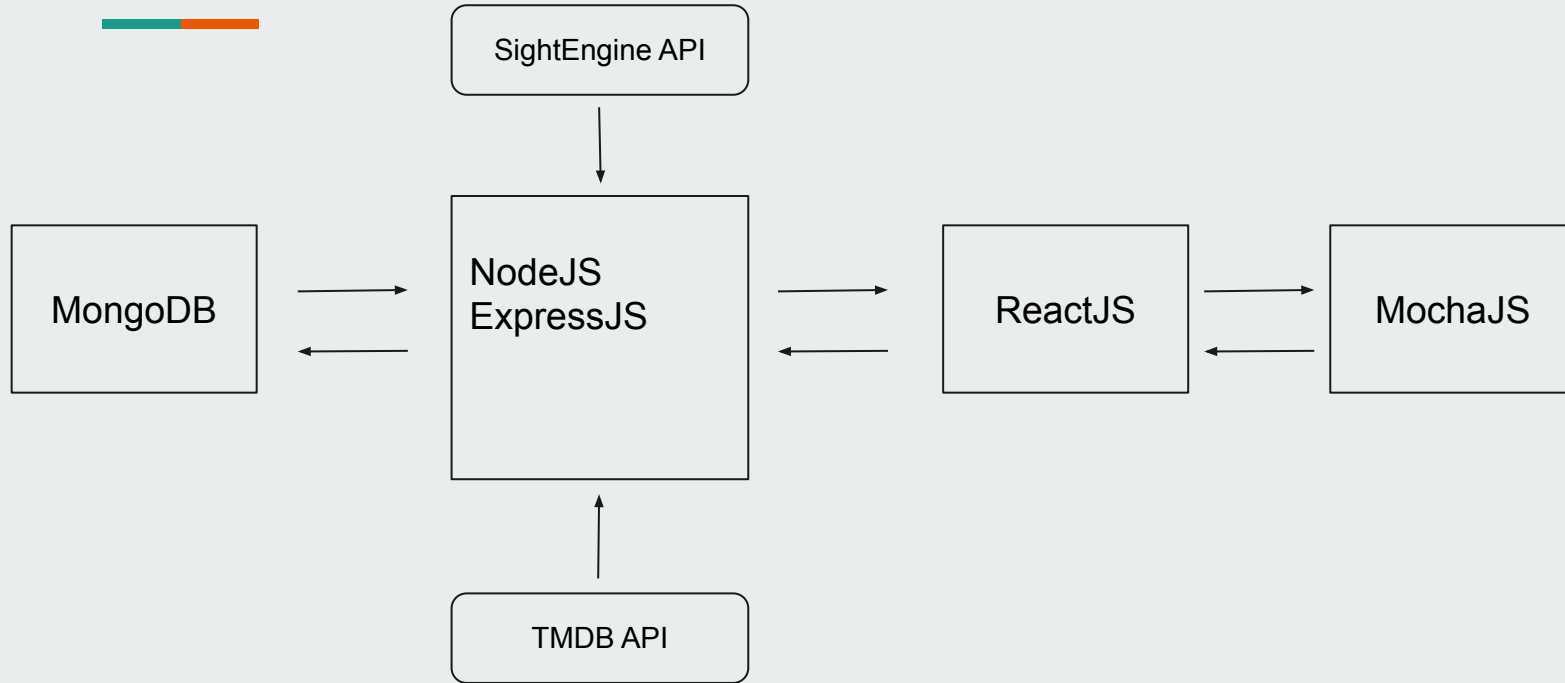 SightEngine API
MongoDB
NodeJS
ExpressJS
ReactJS
MochaJS
TMDB API